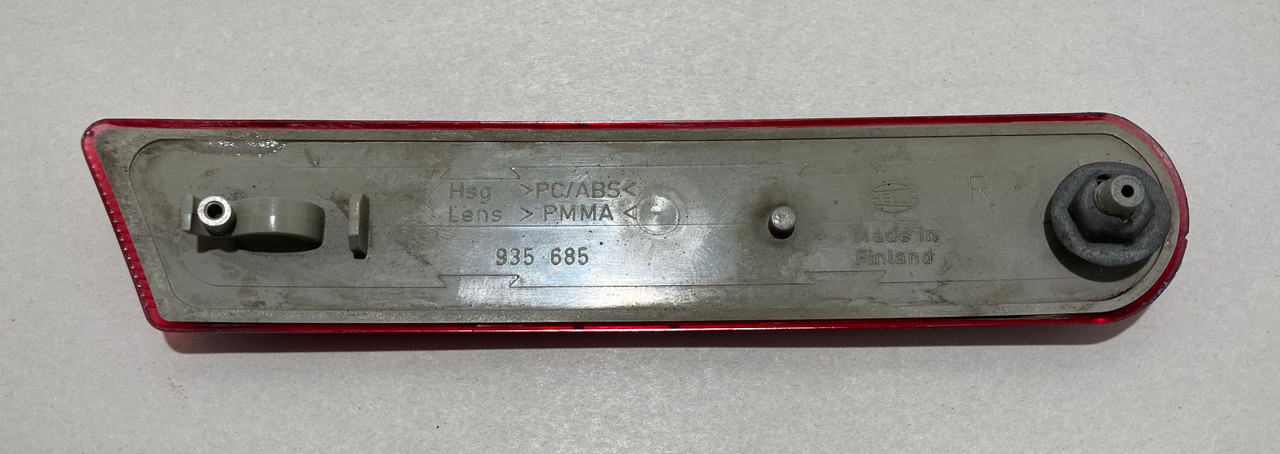 Hsg >PC/ABS<
Lens >PMMA<
935 685
HELLA
R
Made in
Finland